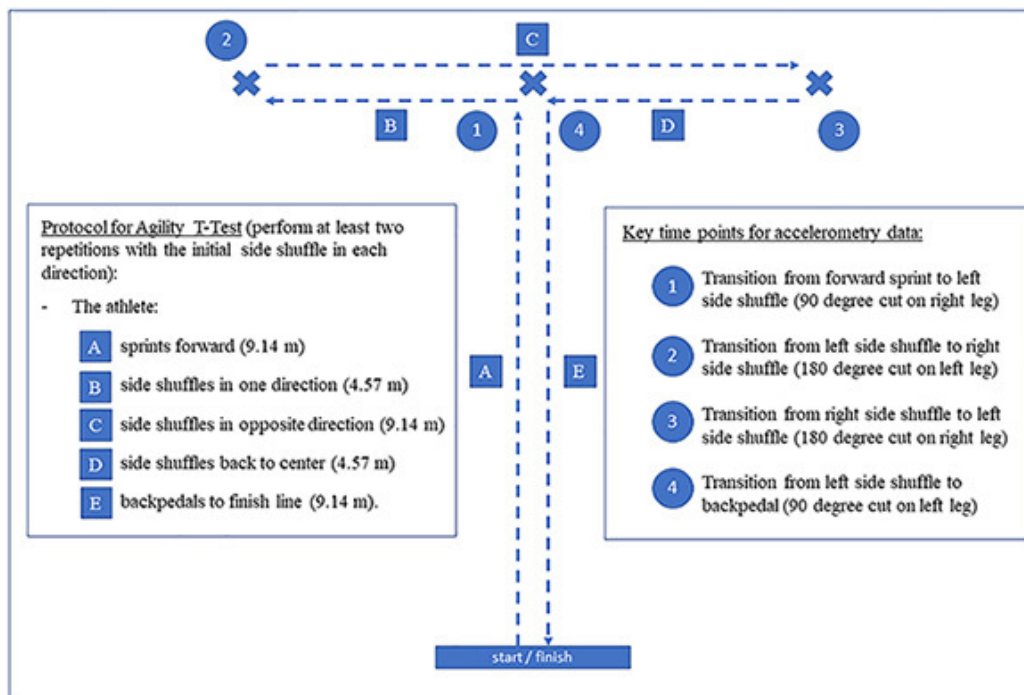 2
C
B
1
4
D
3
Protocol for Agility T-Test (perform at least two
repetitions with the initial side shuffle in each
direction):
- The athlete:
A sprints forward (9.14 m)
B side shuffles in one direction (4.57 m)
C side shuffles in opposite direction (9.14 m)
D side shuffles back to center (4.57 m)
E backpedals to finish line (9.14 m).
A
E
Key time points for accelerometry data:
1 Transition from forward sprint to left
side shuffle (90 degree cut on right leg)
2 Transition from left side shuffle to right
side shuffle (180 degree cut on left leg)
3 Transition from right side shuffle to left
side shuffle (180 degree cut on right leg)
4 Transition from left side shuffle to
backpedal (90 degree cut on left leg)
start / finish